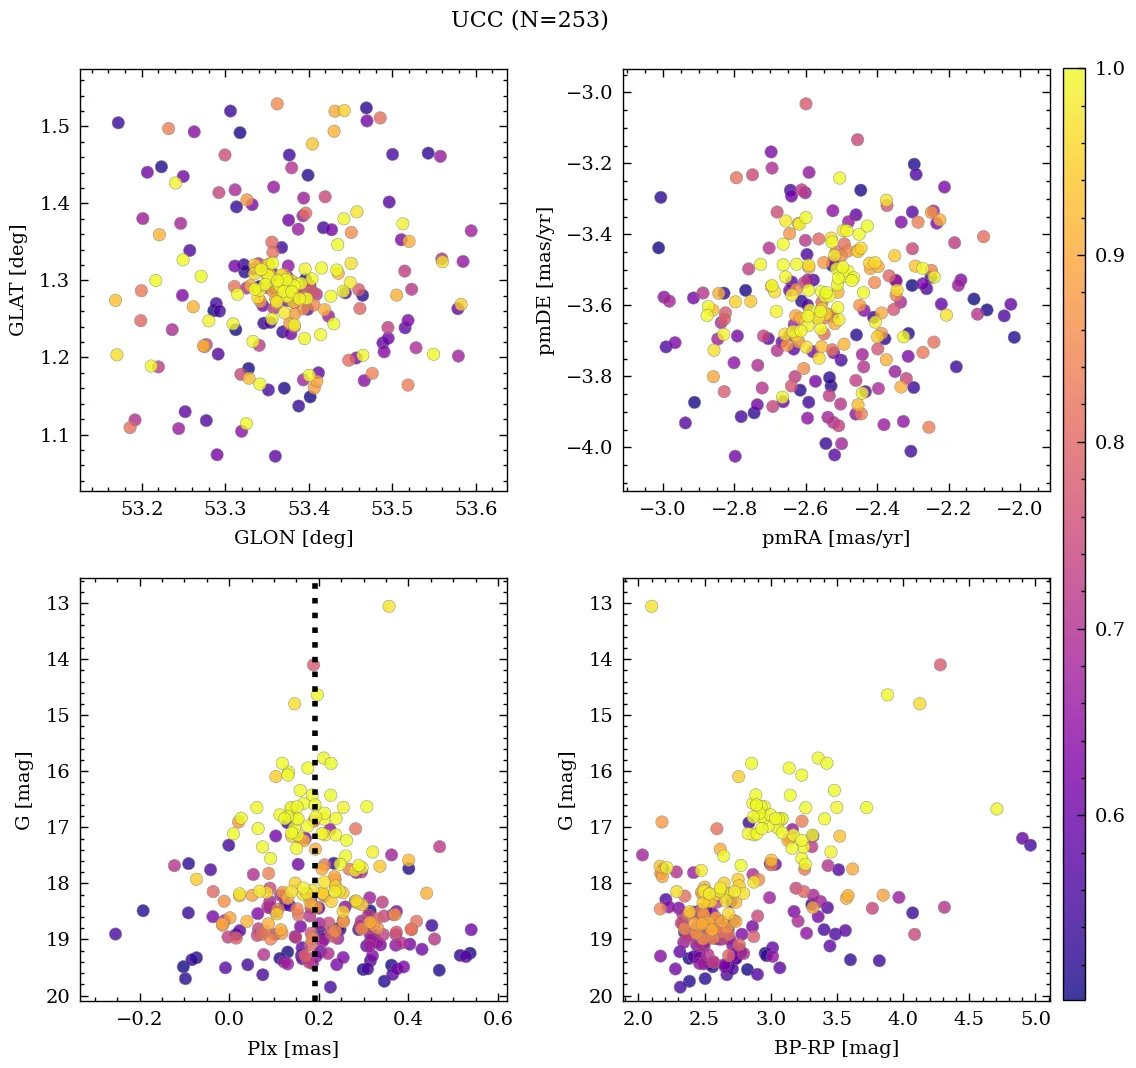 UCC (N=253)
1.5
1.4
1.3
1.2
1.1
GLAT [deg]
53.2 53.3 53.4 53.5 53.6
GLON [deg]
−3.0
−3.2
−3.4
−3.6
−3.8
−4.0
pmDE [mas/yr]
−3.0 −2.8 −2.6 −2.4 −2.2 −2.0
pmRA [mas/yr]
13
14
15
16
17
18
19
20
G [mag]
−0.2 0.0 0.2 0.4 0.6
Plx [mas]
13
14
15
16
17
18
19
20
G [mag]
2.0 2.5 3.0 3.5 4.0 4.5 5.0
BP-RP [mag]
1.0
0.9
0.8
0.7
0.6